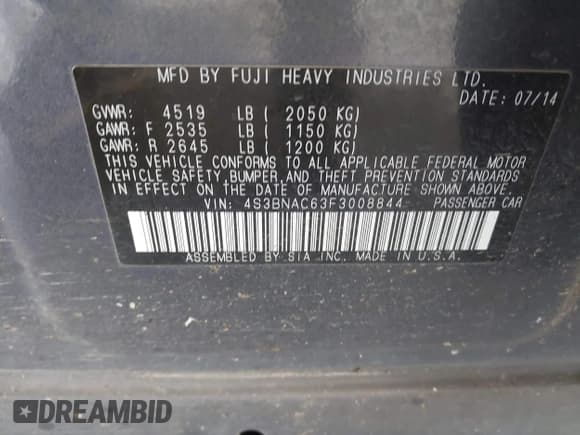 MFD BY FUJI HEAVY INDUSTRIES LTD.
DATE: 07/14
GVWR: 4519 LB ( 2050 KG)
GAWR: F 2535 LB ( 1150 KG)
GAWR: R 2645 LB ( 1200 KG)
THIS VEHICLE CONFORMS TO ALL APPLICABLE FEDERAL MOTOR
VEHICLE SAFETY, BUMPER, AND THEFT PREVENTION STANDARDS
IN EFFECT ON THE DATE OF MANUFACTURE SHOWN ABOVE.
VIN: 4S3BNAC63F3008844 PASSENGER CAR
ASSEMBLED BY SIA INC. MADE IN U.S.A.
DREAMBID